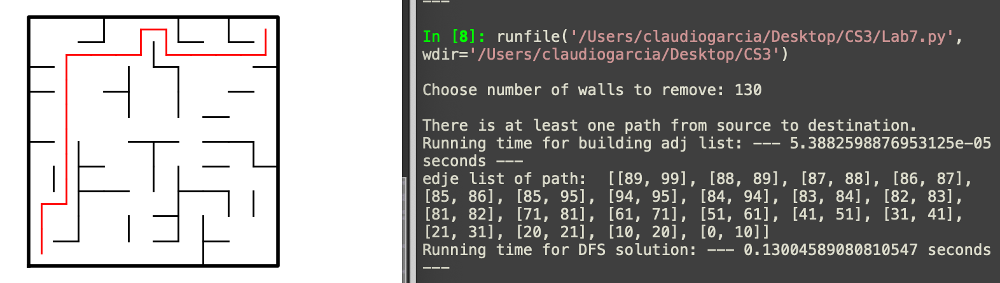 ---
In [8]: runfile('/Users/claudiogarcia/Desktop/CS3/Lab7.py',
wdir='/Users/claudiogarcia/Desktop/CS3')
Choose number of walls to remove: 130
There is at least one path from source to destination.
Running time for building adj list: --- 5.3882598876953125e-05
seconds ---
edje list of path:  [[89, 99], [88, 89], [87, 88], [86, 87],
[85, 86], [85, 95], [94, 95], [84, 94], [83, 84], [82, 83],
[81, 82], [71, 81], [61, 71], [51, 61], [41, 51], [31, 41],
[21, 31], [20, 21], [10, 20], [0, 10]]
Running time for DFS solution: --- 0.13004589080810547 seconds
---